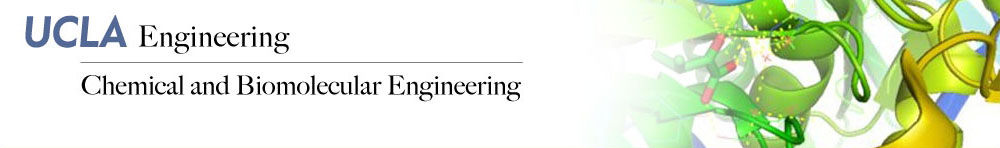 UCLA Engineering
Chemical and Biomolecular Engineering